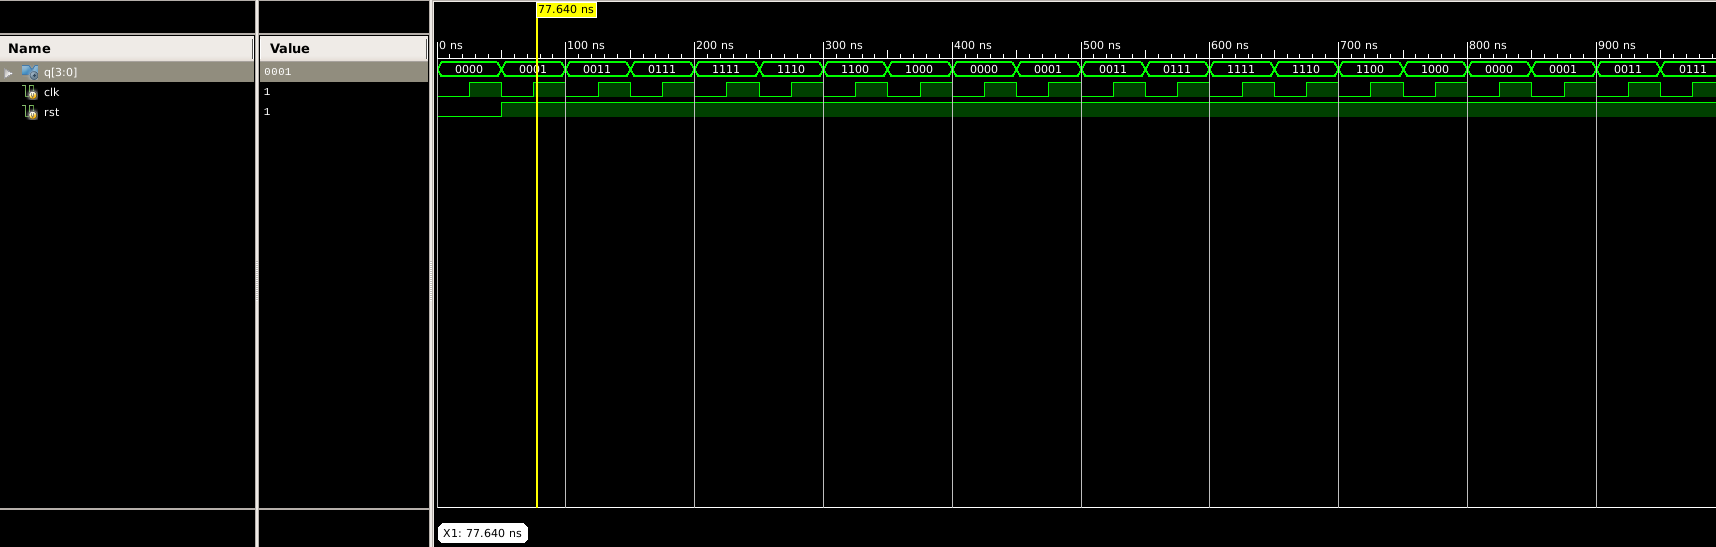 77.640 ns
Name Value
0 ns 100 ns 200 ns 300 ns 400 ns 500 ns 600 ns 700 ns 800 ns 900 ns
q[3:0] 0001 0000 0001 0011 0111 1111 1110 1100 1000 0000 0001 0011 0111 1111 1110 1100 1000 0000 0001 0011 0111
clk 1
rst 1
X1: 77.640 ns